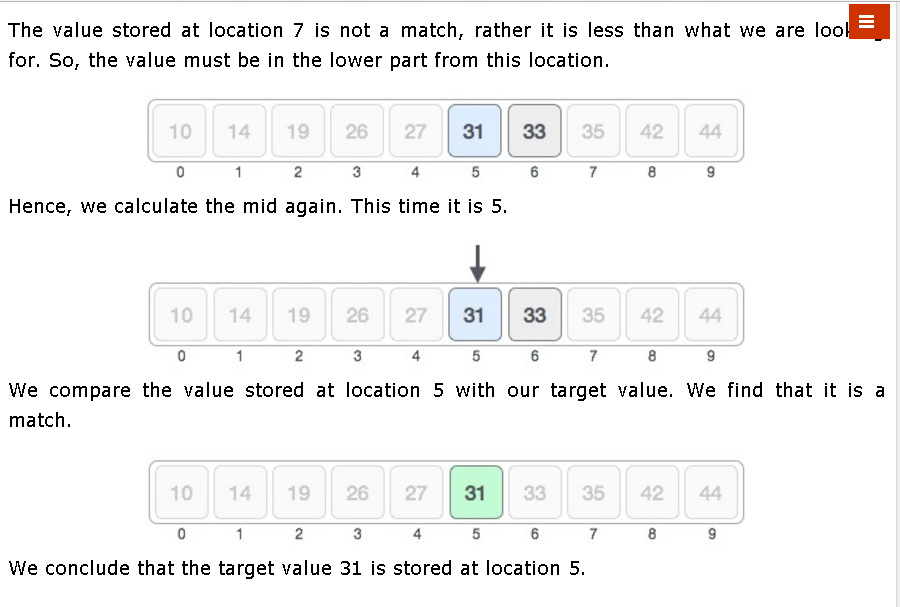 The value stored at location 7 is not a match, rather it is less than what we are
for. So, the value must be in the lower part from this location.
10 14 19 26 27 31 33 35 42 44
0 1 2 3 4 5 6 7 8 9
Hence, we calculate the mid again. This time it is 5.
10 14 19 26 27 31 33 35 42 44
0 1 2 3 4 5 6 7 8 9
We compare the value stored at location 5 with our target value. We find that it is a
match.
10 14 19 26 27 31 33 35 42 44
0 1 2 3 4 5 6 7 8 9
We conclude that the target value 31 is stored at location 5.